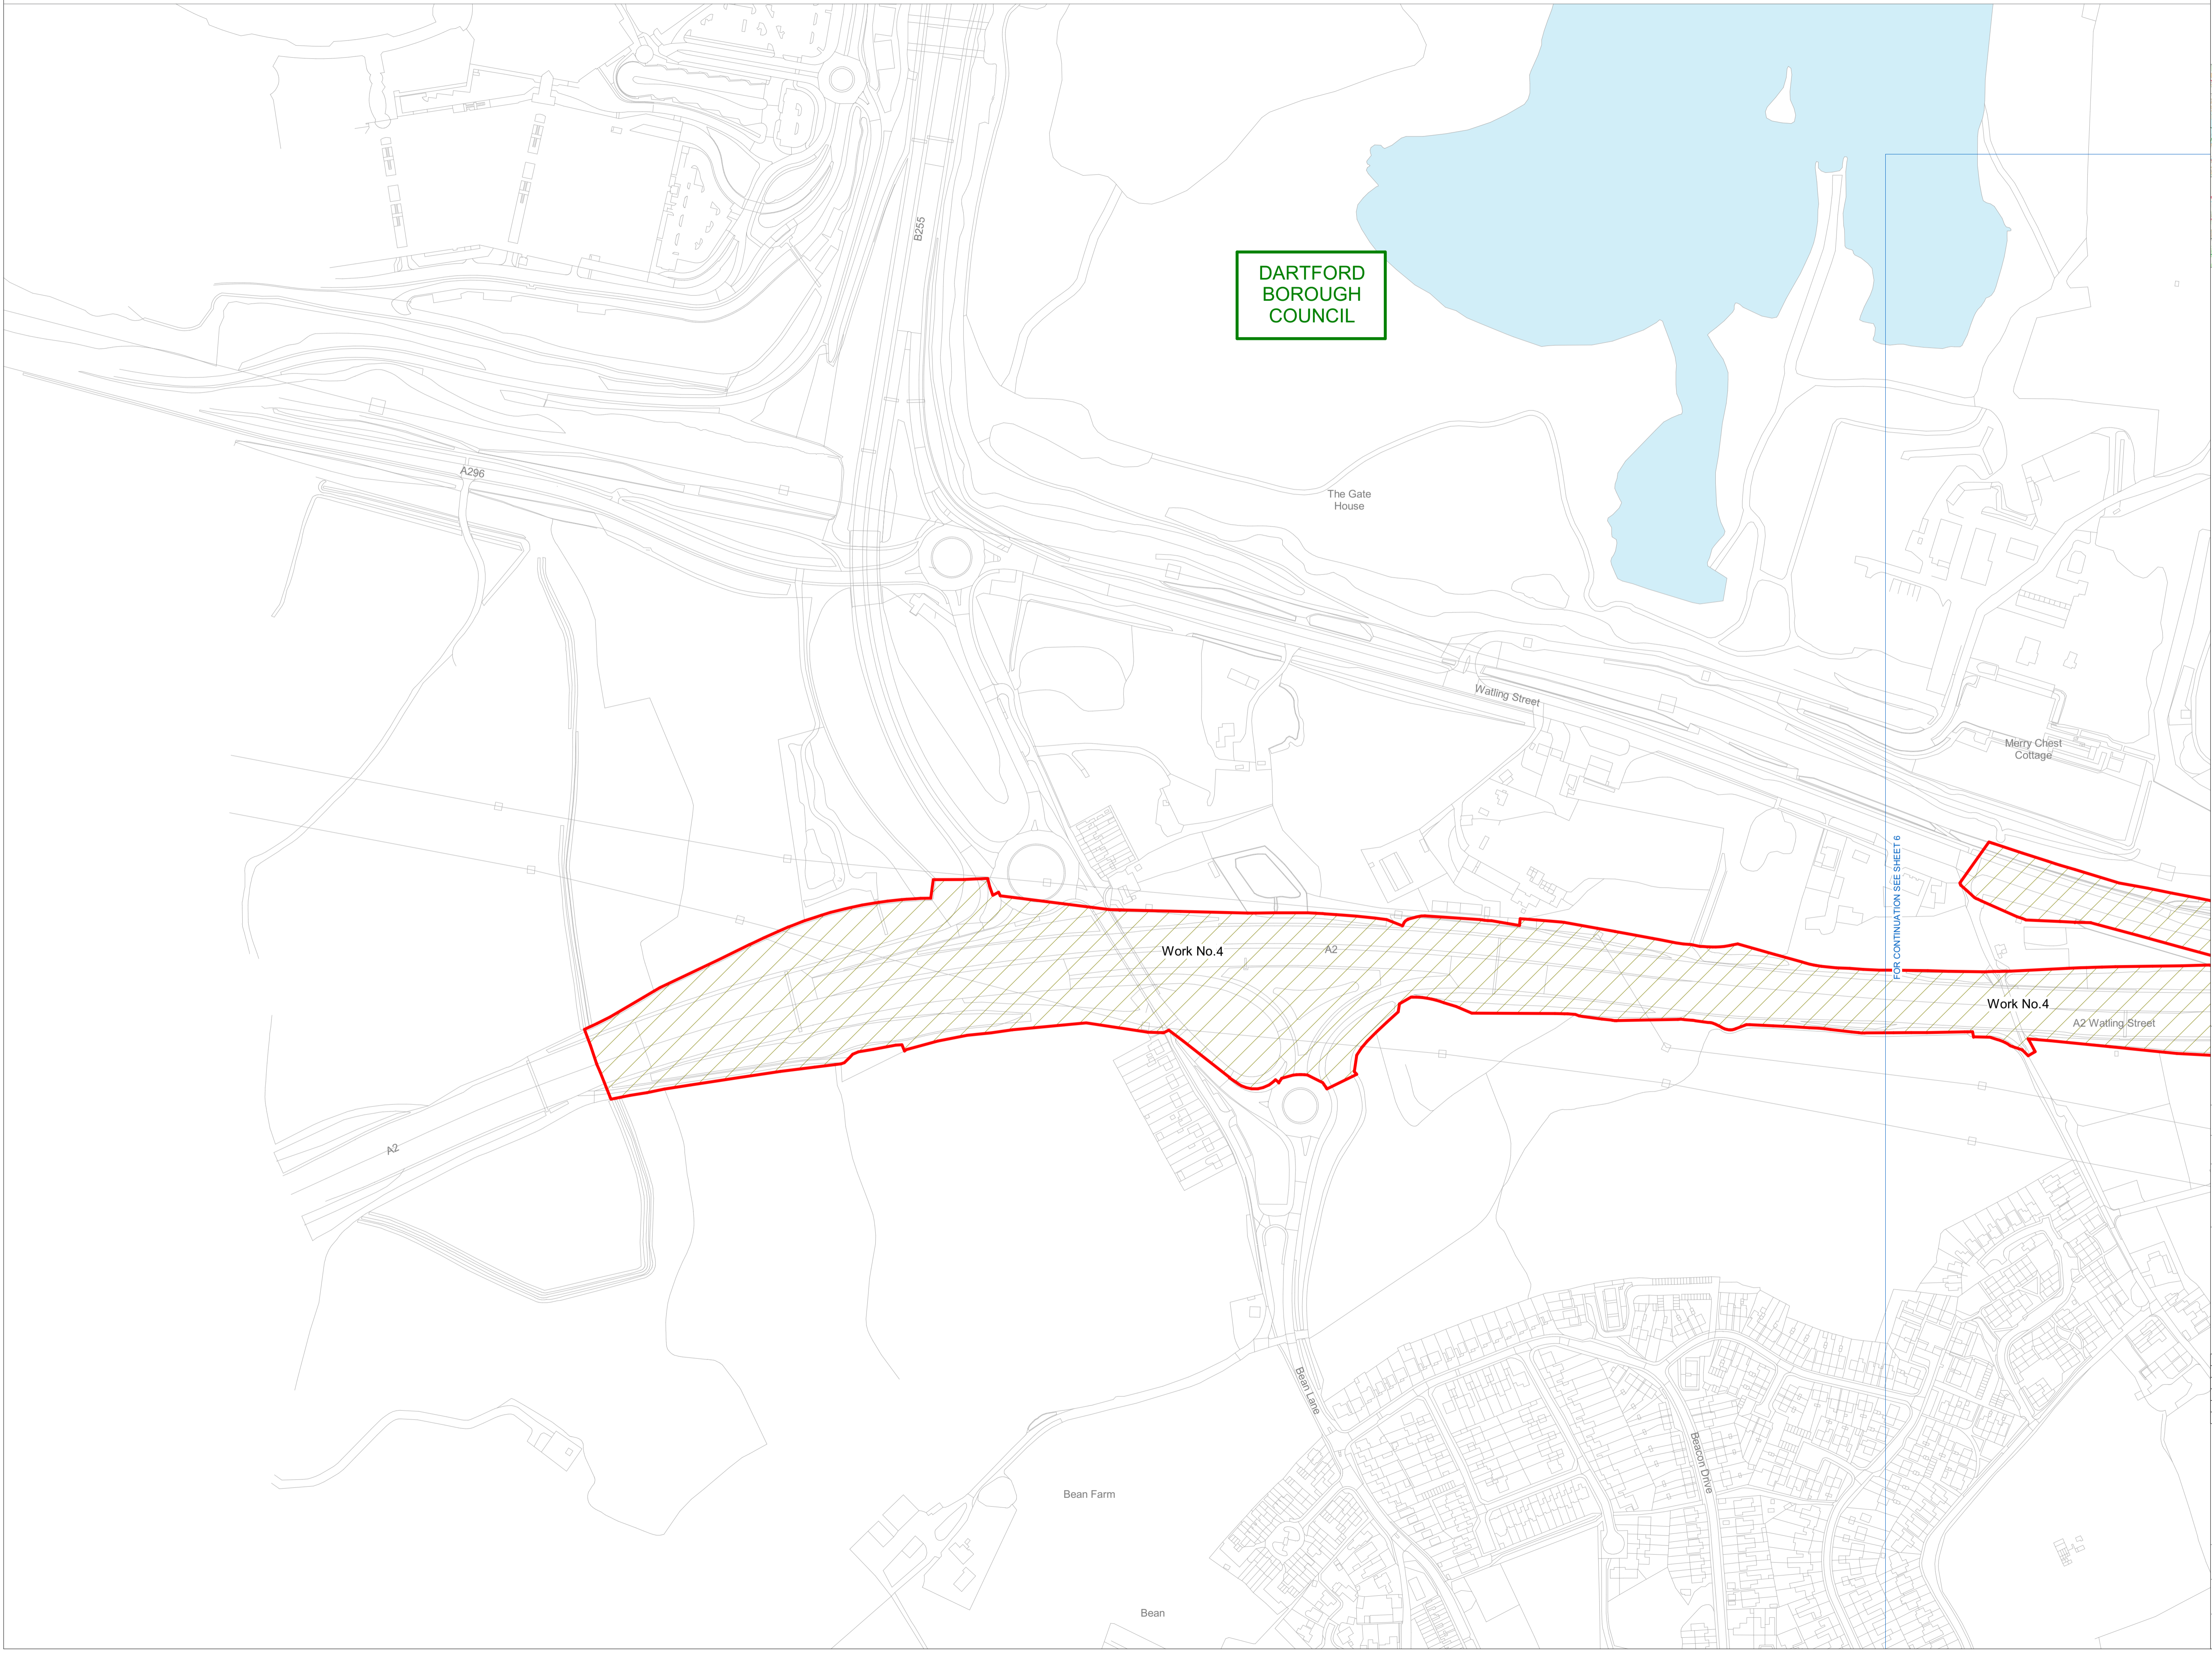 B255
DARTFORD
BOROUGH
COUNCIL
A296
The Gate
House
Watling Street
Merry Chest
Cottage
FOR CONTINUATION SEE SHEET 6
Work No.4
A2
Work No.4
A2 Watling Street
A2
Bean Lane
Beacon Drive
Bean Farm
Bean